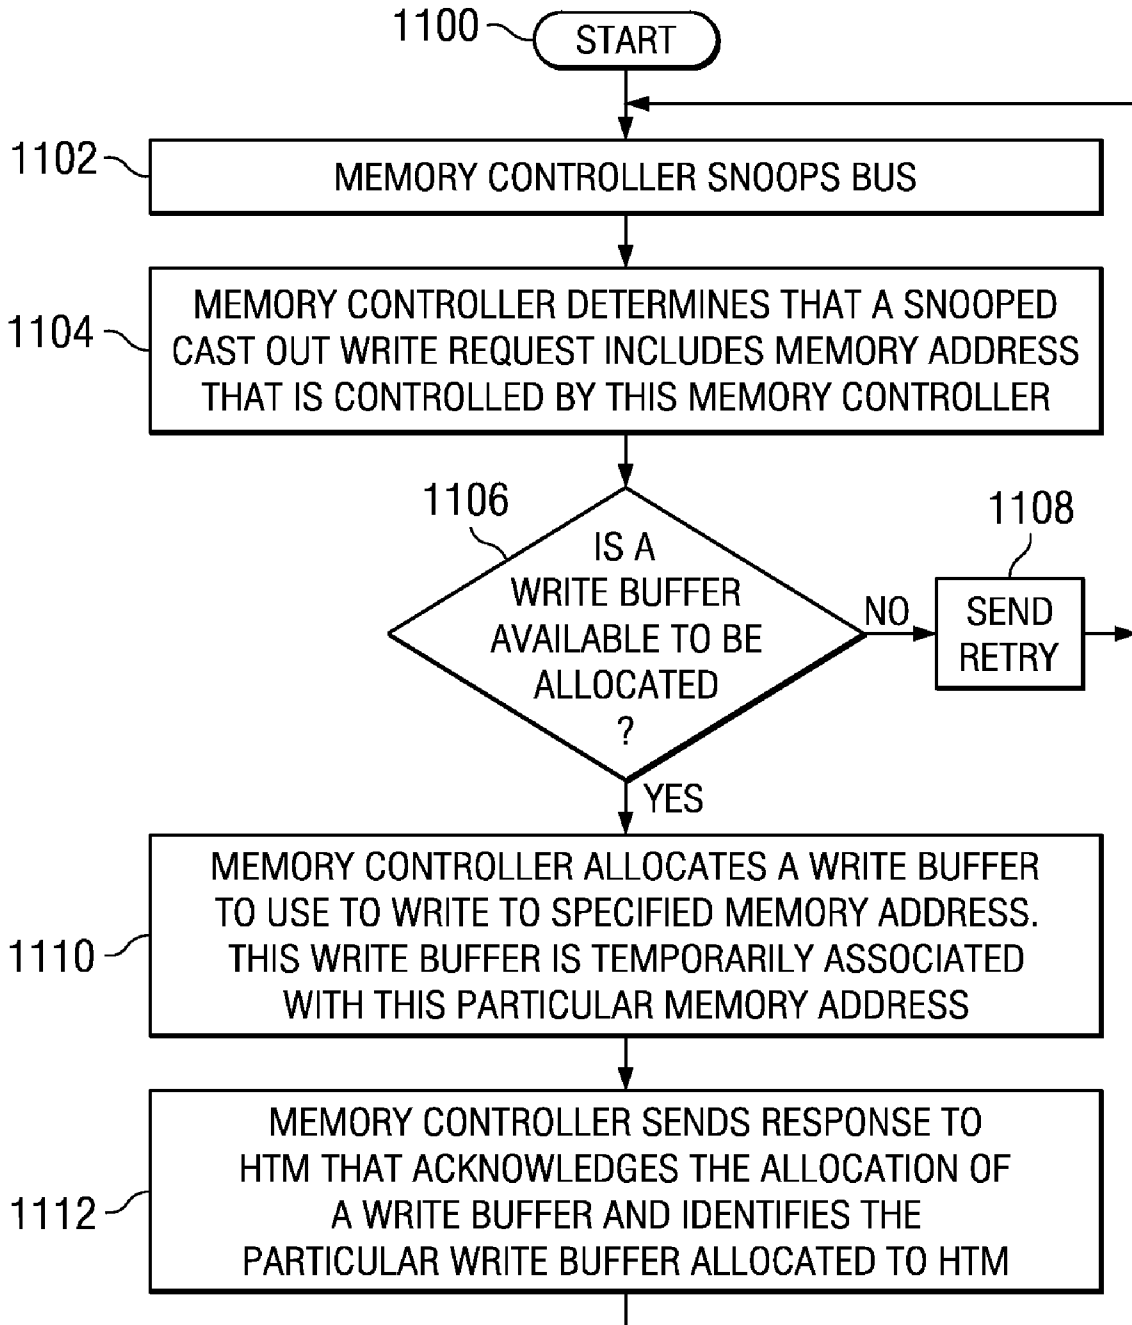 1100
START
1102
MEMORY CONTROLLER SNOOPS BUS
1104
MEMORY CONTROLLER DETERMINES THAT A SNOOPED
CAST OUT WRITE REQUEST INCLUDES MEMORY ADDRESS
THAT IS CONTROLLED BY THIS MEMORY CONTROLLER
1106
IS A
WRITE BUFFER
AVAILABLE TO BE
ALLOCATED
?
NO
1108
SEND
RETRY
YES
1110
MEMORY CONTROLLER ALLOCATES A WRITE BUFFER
TO USE TO WRITE TO SPECIFIED MEMORY ADDRESS.
THIS WRITE BUFFER IS TEMPORARILY ASSOCIATED
WITH THIS PARTICULAR MEMORY ADDRESS
1112
MEMORY CONTROLLER SENDS RESPONSE TO
HTM THAT ACKNOWLEDGES THE ALLOCATION OF
A WRITE BUFFER AND IDENTIFIES THE
PARTICULAR WRITE BUFFER ALLOCATED TO HTM